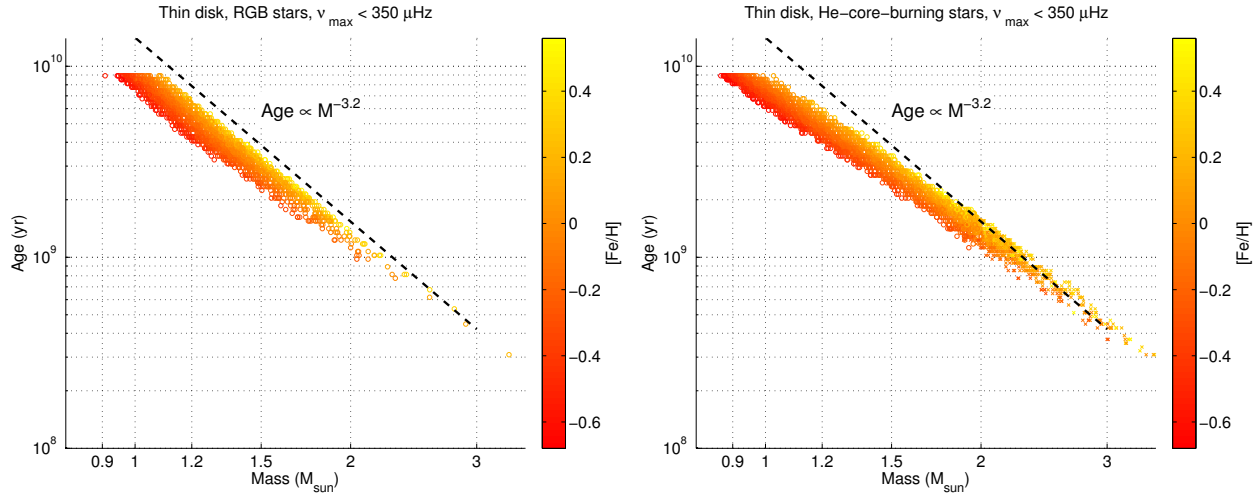 Thin disk, RGB stars, ν max < 350 μHz
10^10
10^9
10^8
Age (yr)
Age ∝ M^−3.2
0.9 1 1.2 1.5 2 3
Mass (M_sun)
0.4
0.2
0
−0.2
−0.4
−0.6
[Fe/H]
Thin disk, He−core−burning stars, ν max < 350 μHz
10^10
10^9
10^8
Age (yr)
Age ∝ M^−3.2
0.9 1 1.2 1.5 2 3
Mass (M_sun)
0.4
0.2
0
−0.2
−0.4
−0.6
[Fe/H]